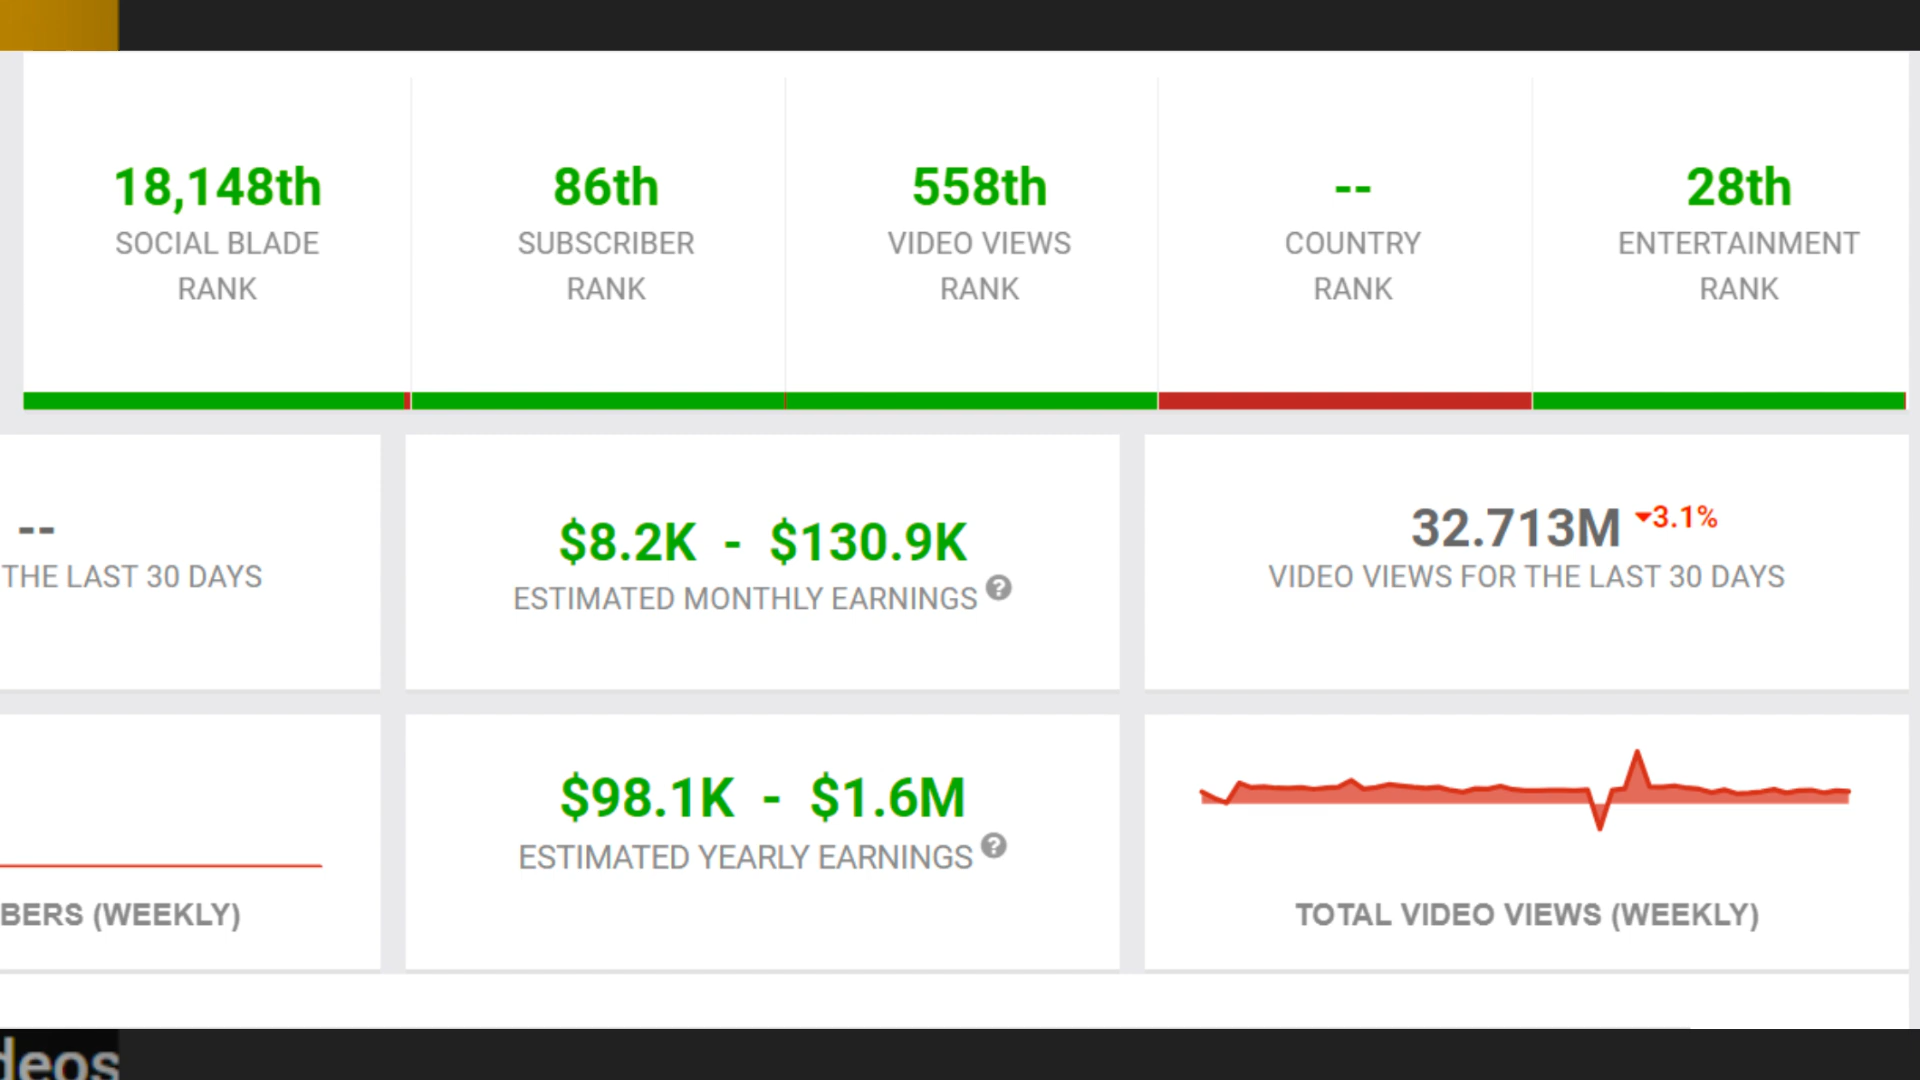 18,148th
SOCIAL BLADE
RANK
86th
SUBSCRIBER
RANK
558th
VIDEO VIEWS
RANK
--
COUNTRY
RANK
28th
ENTERTAINMENT
RANK
--
THE LAST 30 DAYS
$8.2K - $130.9K
ESTIMATED MONTHLY EARNINGS ?
32.713M 3.1%
VIDEO VIEWS FOR THE LAST 30 DAYS
BERS (WEEKLY)
$98.1K - $1.6M
ESTIMATED YEARLY EARNINGS ?
TOTAL VIDEO VIEWS (WEEKLY)
deos